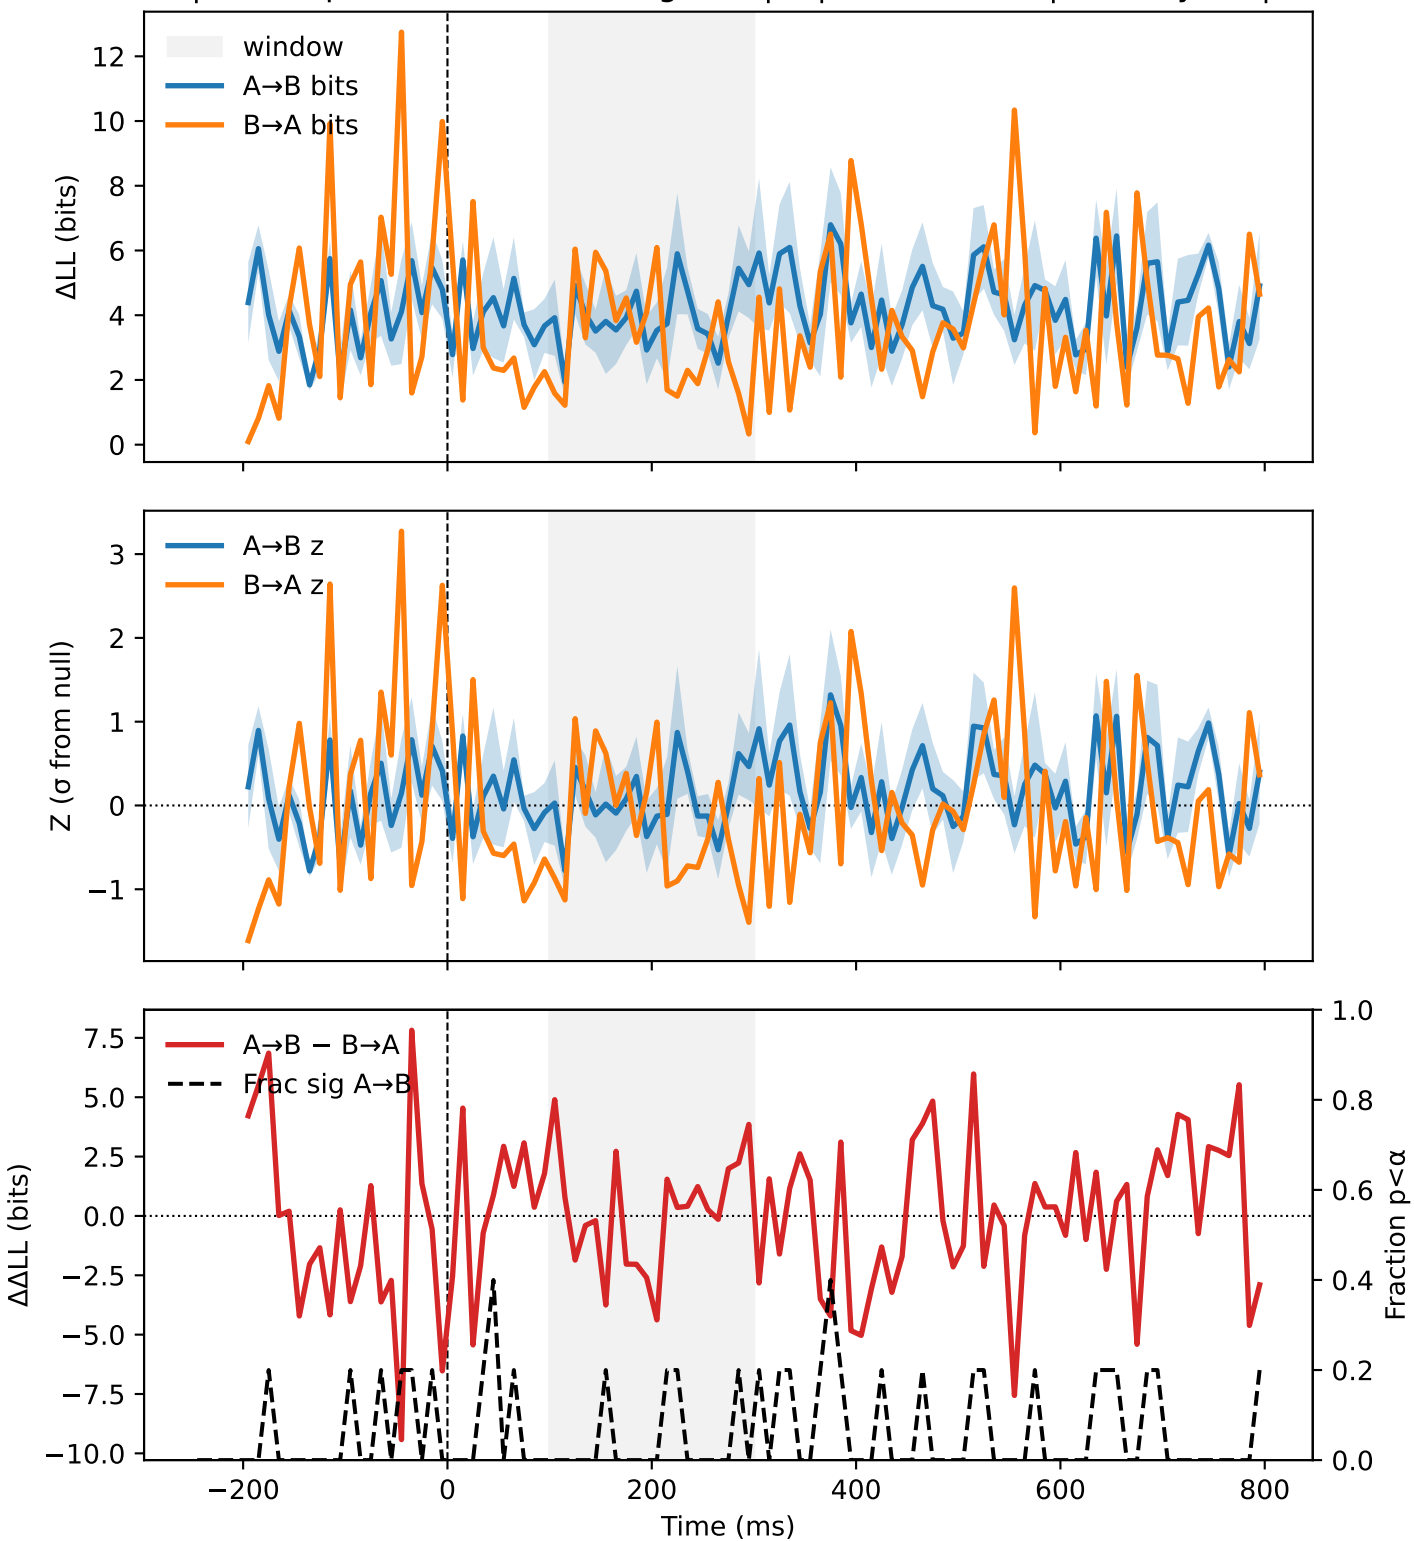 window
A→B bits
B→A bits
12
10
8
6
4
2
0
ΔLL (bits)
A→B z
B→A z
3
2
1
0
−1
Z (σ from null)
A→B − B→A
Frac sig A→B
7.5
5.0
2.5
0.0
−2.5
−5.0
−7.5
−10.0
ΔΔLL (bits)
1.0
0.8
0.6
0.4
0.2
0.0
Fraction p<α
−200 0 200 400 600 800
Time (ms)